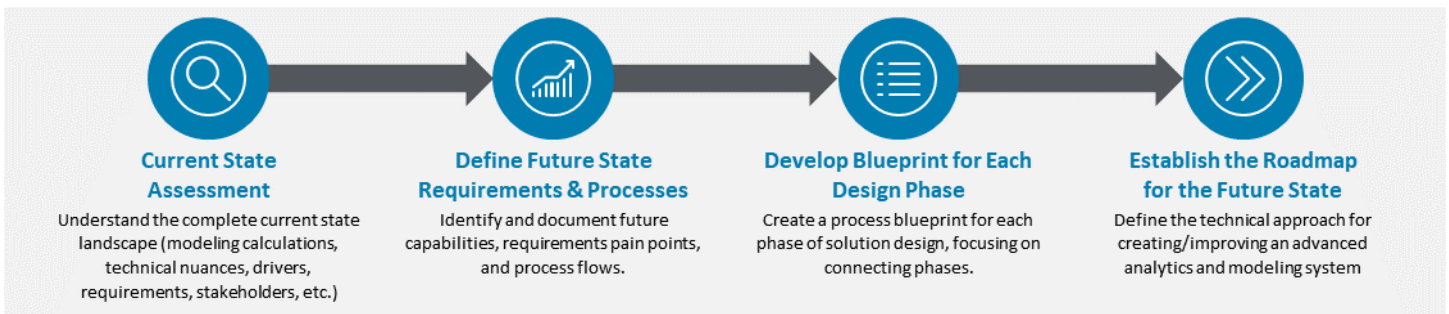 Current State
Assessment
Understand the complete current state
landscape (modeling calculations,
technical nuances, drivers,
requirements, stakeholders, etc.)
Define Future State
Requirements & Processes
Identify and document future
capabilities, requirements pain points,
and process flows.
Develop Blueprint for Each
Design Phase
Create a process blueprint for each
phase of solution design, focusing on
connecting phases.
Establish the Roadmap
for the Future State
Define the technical approach for
creating/improving an advanced
analytics and modeling system